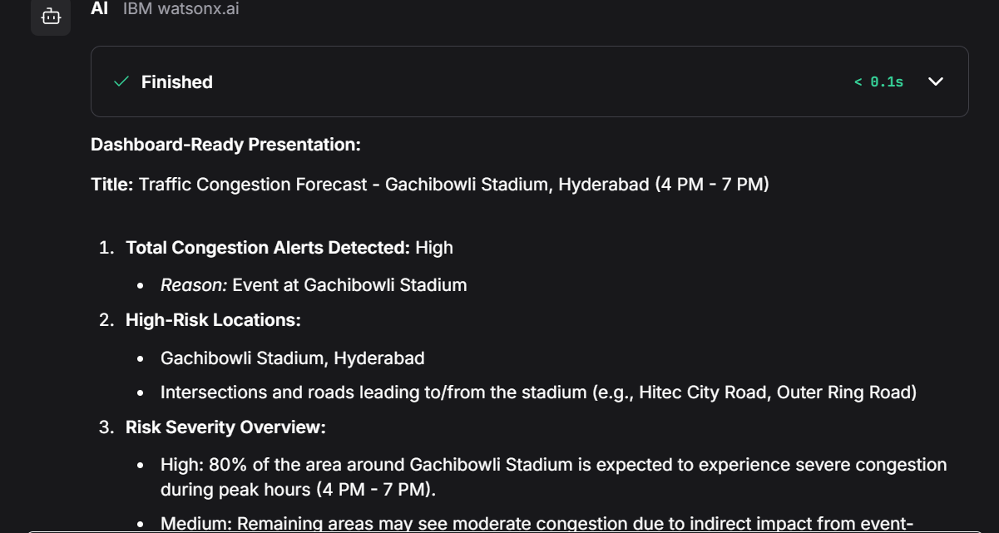 AI IBM watsonx.ai
Finished < 0.1s
Dashboard-Ready Presentation:
Title: Traffic Congestion Forecast - Gachibowli Stadium, Hyderabad (4 PM - 7 PM)
1. Total Congestion Alerts Detected: High
• Reason: Event at Gachibowli Stadium
2. High-Risk Locations:
• Gachibowli Stadium, Hyderabad
• Intersections and roads leading to/from the stadium (e.g., Hitec City Road, Outer Ring Road)
3. Risk Severity Overview:
• High: 80% of the area around Gachibowli Stadium is expected to experience severe congestion
during peak hours (4 PM - 7 PM).
• Medium: Remaining areas may see moderate congestion due to indirect impact from event-